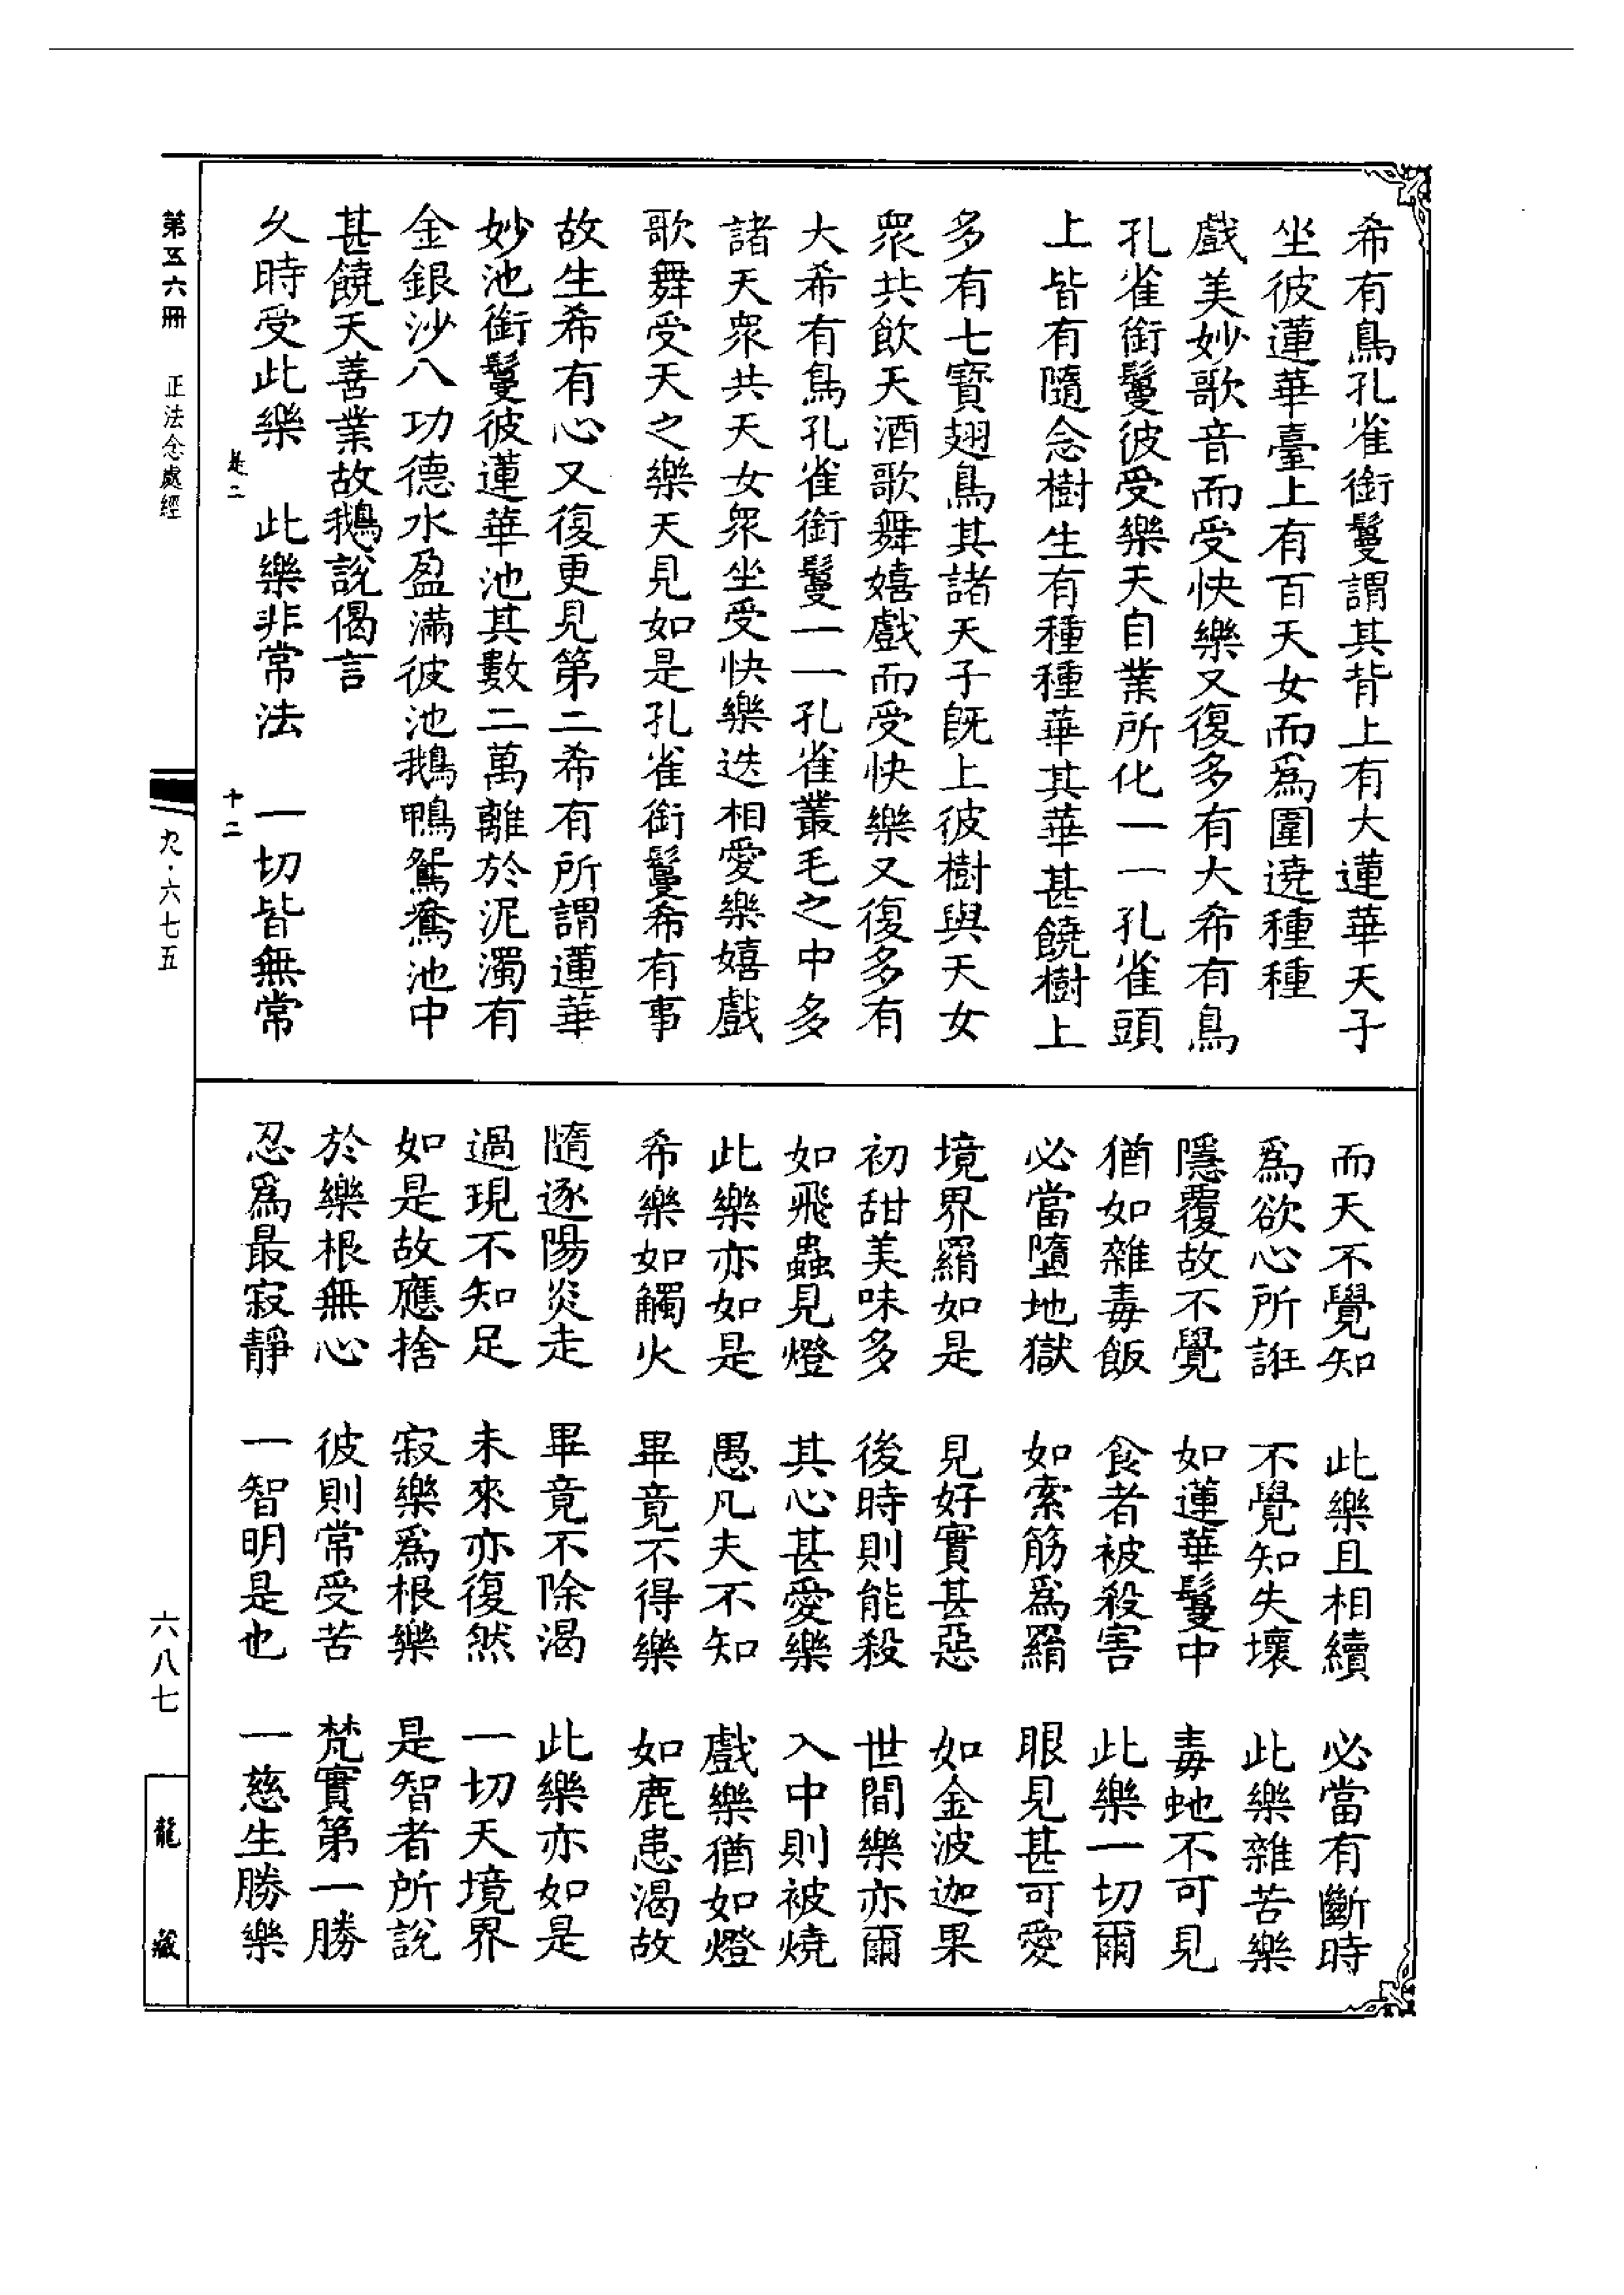 希有鳥孔雀銜鬘謂其背上有大蓮華天子
坐彼蓮華臺上有百天女而爲圍遶種種
戲美妙歌音而受快樂又復多有大希有鳥
孔雀銜鬘彼受樂天自業所化一一孔雀頭
上皆有隨念樹生有種種華其華甚饒樹上
多有七寶翅鳥其諸天子旣上彼樹與天女
衆共飲天酒歌舞嬉戲而受快樂又復多有
大希有鳥孔雀銜鬘一一孔雀叢毛之中多
諸天衆共天女衆坐受快樂迭相愛樂嬉戲
歌舞受天之樂天見如是孔雀銜鬘希有事
故生希有心又復更見第二希有所謂蓮華
妙池銜鬘彼蓮華池其數二萬離於泥濁有
金銀沙八功德水盈滿彼池鵝鴨鴛鴦池中
甚饒天善業故鵝說偈言
久時受此樂 此樂非常法 一切皆無常
而天不覺知 此樂且相續 必當有斷時
爲欲心所誑 不覺知失壞 此樂雜苦樂
隱覆故不覺 如蓮華鬘中 毒虵不可見
猶如雜毒飯 食者被殺害 此樂一切爾
必當墮地獄 如索筋爲羂 眼見甚可愛
境界羂如是 見好實甚惡 如金波迦果
初甜美味多 後時則能殺 世間樂亦爾
如飛蟲見燈 其心甚愛樂 入中則被燒
此樂亦如是 愚凡夫不知 戲樂猶如燈
希樂如觸火 畢竟不得樂 如鹿患渴故
隨逐陽炎走 畢竟不除渴 此樂亦如是
過現不知足 未來亦復然 一切天境界
如是故應捨 寂樂爲根樂 是智者所說
於樂根無心 彼則常受苦 梵實第一勝
忍爲最寂靜 一智明是也 一慈生勝樂
第五六冊 正法念處經
九·六七五
六八七
龍藏
十二